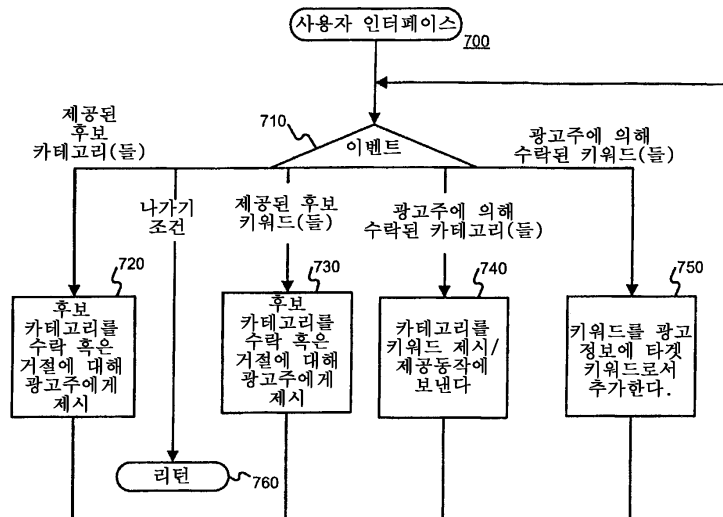 사용자 인터페이스
700
제공된
후보
카테고리(들)
710
이벤트
광고주에 의해
수락된 키워드(들)
나가기
조건
제공된 후보
키워드(들)
광고주에 의해
수락된 카테고리(들)
720
후보
카테고리를
수락 혹은
거절에 대해
광고주에게
제시
730
후보
카테고리를
수락 혹은
거절에 대해
광고주에게
제시
740
카테고리를
키워드 제시/
제공동작에
보낸다
750
키워드를 광고
정보에 타겟
키워드로서
추가한다.
리턴
760